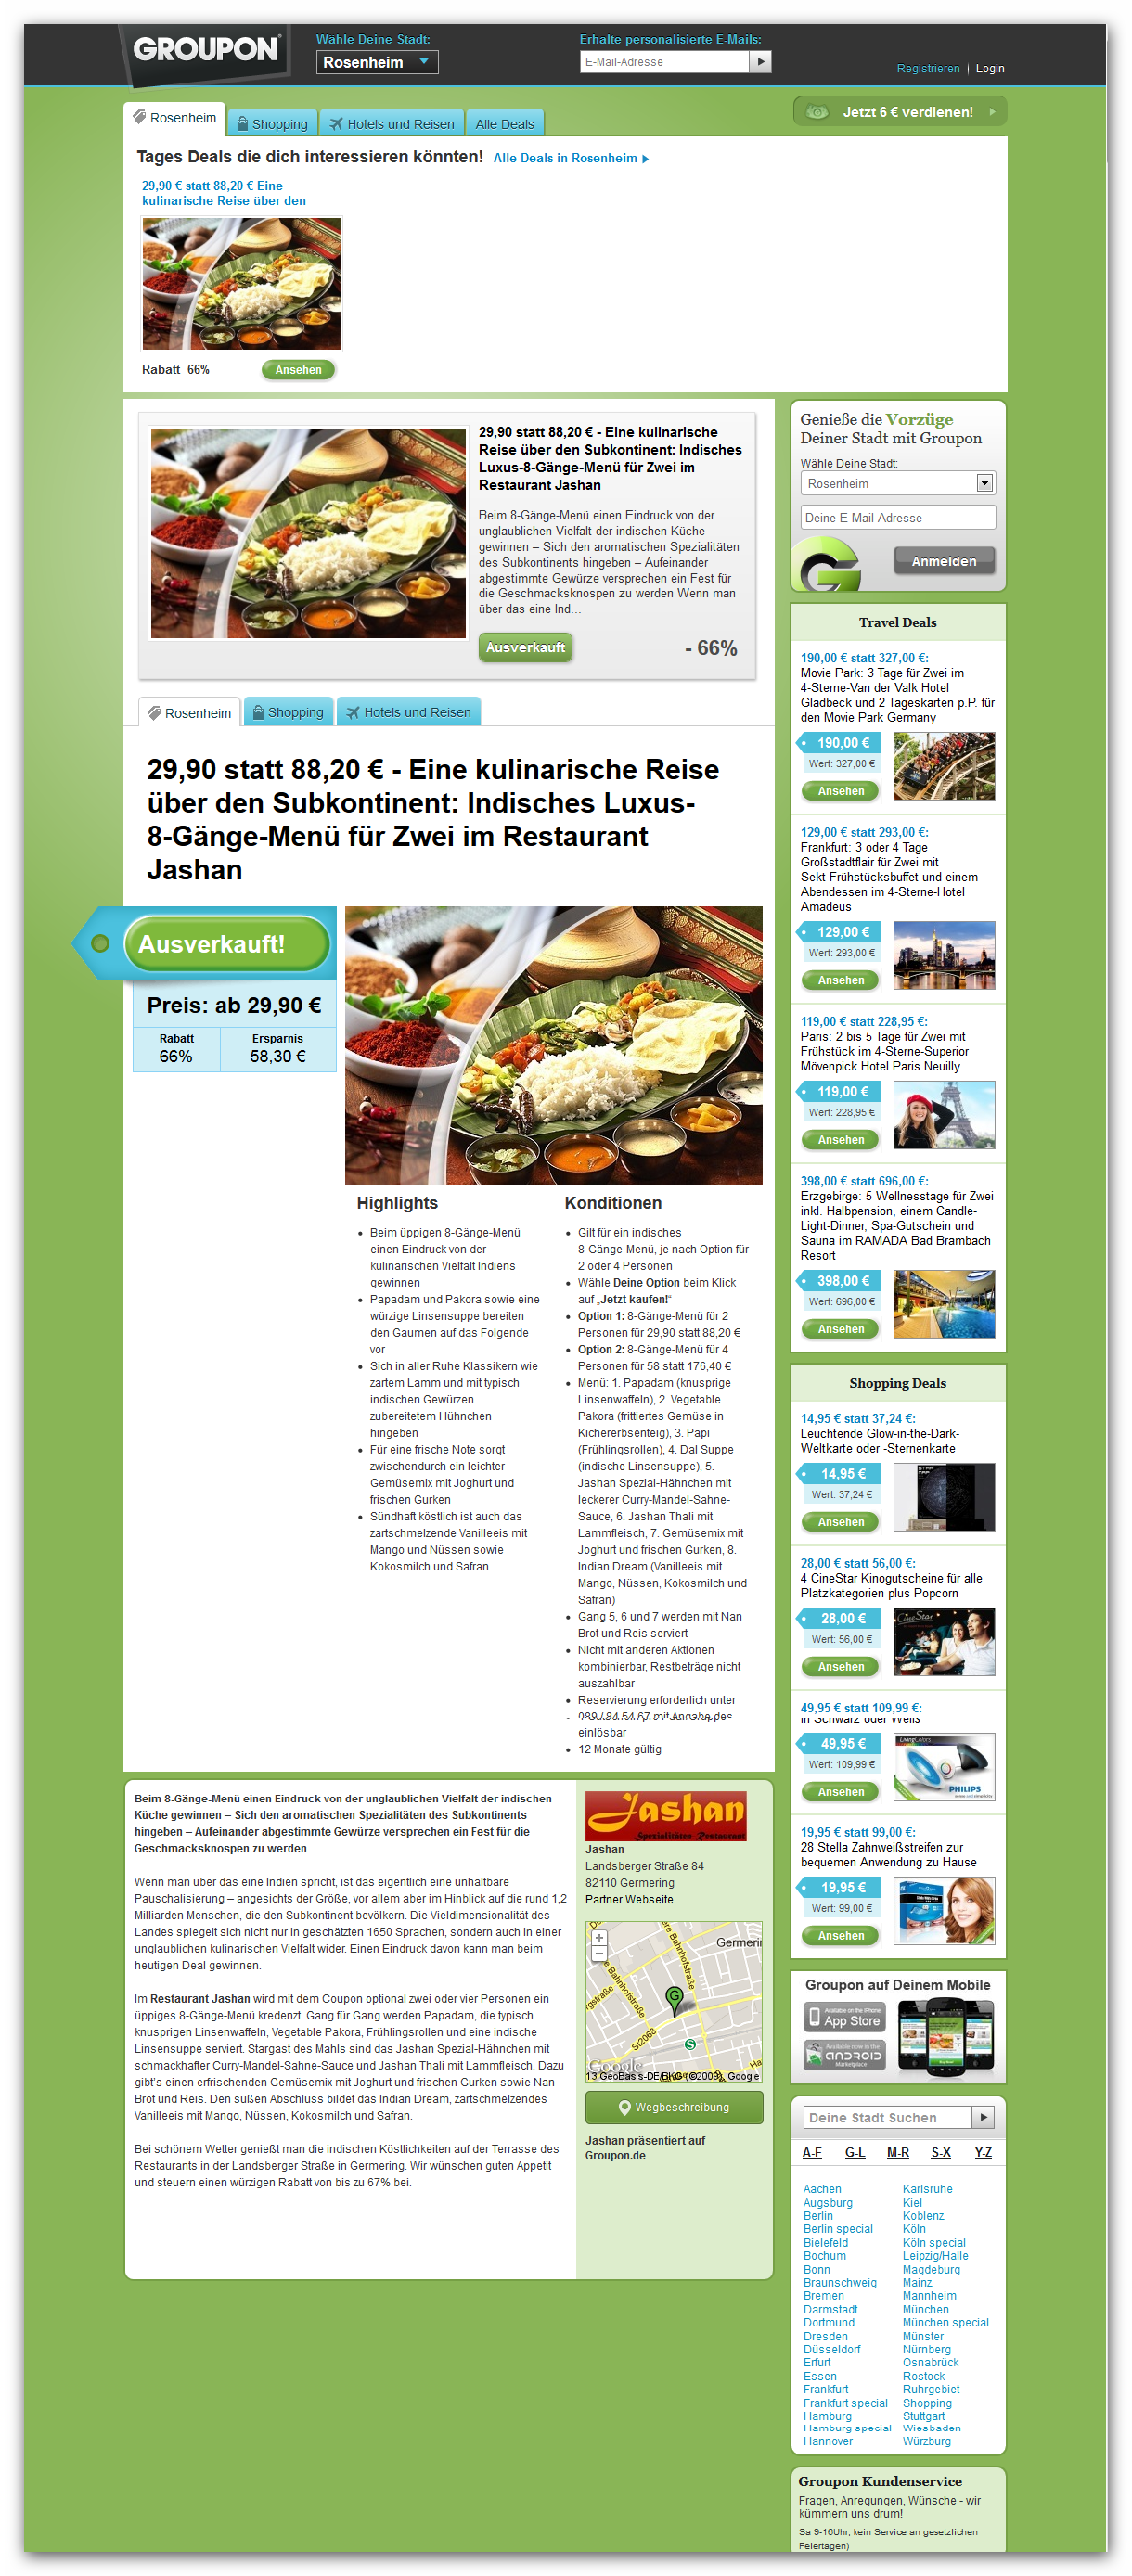 GROUPON
Wähle Deine Stadt:
Rosenheim
Erhalte personalisierte E-Mails:
E-Mail-Adresse
Registrieren | Login
Rosenheim
Shopping
Hotels und Reisen
Alle Deals
Jetzt 6 € verdienen!
Tages Deals die dich interessieren könnten! Alle Deals in Rosenheim
29,90 € statt 88,20 € Eine
kulinarische Reise über den
Rabatt 66%
Ansehen
29,90 statt 88,20 € - Eine kulinarische
Reise über den Subkontinent: Indisches
Luxus-8-Gänge-Menü für Zwei im
Restaurant Jashan
Beim 8-Gänge-Menü einen Eindruck von der
unglaublichen Vielfalt der indischen Küche
gewinnen – Sich den aromatischen Spezialitäten
des Subkontinents hingeben – Aufeinander
abgestimmte Gewürze versprechen ein Fest für
die Geschmacksknospen zu werden Wenn man
über das eine Ind...
Ausverkauft
- 66%
Rosenheim
Shopping
Hotels und Reisen
29,90 statt 88,20 € - Eine kulinarische Reise
über den Subkontinent: Indisches Luxus-
8-Gänge-Menü für Zwei im Restaurant
Jashan
Ausverkauft!
Preis: ab 29,90 €
Rabatt
66%
Ersparnis
58,30 €
Highlights
Beim üppigen 8-Gänge-Menü
einen Eindruck von der
kulinarischen Vielfalt Indiens
gewinnen
Papadam und Pakora sowie eine
würzige Linsensuppe bereiten
den Gaumen auf das Folgende
vor
Sich in aller Ruhe Klassikern wie
zartem Lamm und mit typisch
indischen Gewürzen
zubereitetem Hühnchen
hingeben
Für eine frische Note sorgt
zwischendurch ein leichter
Gemüsemix mit Joghurt und
frischen Gurken
Sündhaft köstlich ist auch das
zartschmelzende Vanilleeis mit
Mango und Nüssen sowie
Kokosmilch und Safran
Konditionen
Gilt für ein indisches
8-Gänge-Menü, je nach Option für
2 oder 4 Personen
Wähle Deine Option beim Klick
auf „Jetzt kaufen!"
Option 1: 8-Gänge-Menü für 2
Personen für 29,90 statt 88,20 €
Option 2: 8-Gänge-Menü für 4
Personen für 58 statt 176,40 €
Menü: 1. Papadam (knusprige
Linsenwaffeln), 2. Vegetable
Pakora (frittiertes Gemüse in
Kichererbsenteig), 3. Papi
(Frühlingsrollen), 4. Dal Suppe
(indische Linsensuppe), 5.
Jashan Spezial-Hähnchen mit
leckerer Curry-Mandel-Sahne-
Sauce, 6. Jashan Thali mit
Lammfleisch, 7. Gemüsemix mit
Joghurt und frischen Gurken, 8.
Indian Dream (Vanilleeis mit
Mango, Nüssen, Kokosmilch und
Safran)
Gang 5, 6 und 7 werden mit Nan
Brot und Reis serviert
Nicht mit anderen Aktionen
kombinierbar, Restbeträge nicht
auszahlbar
Reservierung erforderlich unter
einlösbar
12 Monate gültig
Beim 8-Gänge-Menü einen Eindruck von der unglaublichen Vielfalt der indischen
Küche gewinnen – Sich den aromatischen Spezialitäten des Subkontinents
hingeben – Aufeinander abgestimmte Gewürze versprechen ein Fest für die
Geschmacksknospen zu werden
Wenn man über das eine Indien spricht, ist das eigentlich eine unhaltbare
Pauschalisierung – angesichts der Größe, vor allem aber im Hinblick auf die rund 1,2
Milliarden Menschen, die den Subkontinent bevölkern. Die Vieldimensionalität des
Landes spiegelt sich nicht nur in geschätzten 1650 Sprachen, sondern auch in einer
unglaublichen kulinarischen Vielfalt wider. Einen Eindruck davon kann man beim
heutigen Deal gewinnen.
Im Restaurant Jashan wird mit dem Coupon optional zwei oder vier Personen ein
üppiges 8-Gänge-Menü kredenzt. Gang für Gang werden Papadam, die typisch
knusprigen Linsenwaffeln, Vegetable Pakora, Frühlingsrollen und eine indische
Linsensuppe serviert. Stargast des Mahls sind das Jashan Spezial-Hähnchen mit
schmackhafter Curry-Mandel-Sahne-Sauce und Jashan Thali mit Lammfleisch. Dazu
gibt's einen erfrischenden Gemüsemix mit Joghurt und frischen Gurken sowie Nan
Brot und Reis. Den süßen Abschluss bildet das Indian Dream, zartschmelzendes
Vanilleeis mit Mango, Nüssen, Kokosmilch und Safran.
Bei schönem Wetter genießt man die indischen Köstlichkeiten auf der Terrasse des
Restaurants in der Landsberger Straße in Germering. Wir wünschen guten Appetit
und steuern einen würzigen Rabatt von bis zu 67% bei.
Jashan
Spezialitäten Restaurant
Jashan
Landsberger Straße 84
82110 Germering
Partner Webseite
Germerin
Bahnhofstraße
St2068
Google
Wegbeschreibung
Jashan präsentiert auf
Groupon.de
Genieße die Vorzüge
Deiner Stadt mit Groupon
Wähle Deine Stadt:
Rosenheim
Deine E-Mail-Adresse
Anmelden
Travel Deals
190,00 € statt 327,00 €:
Movie Park: 3 Tage für Zwei im
4-Sterne-Van der Valk Hotel
Gladbeck und 2 Tageskarten p.P. für
den Movie Park Germany
190,00 €
Wert: 327,00 €
Ansehen
129,00 € statt 293,00 €:
Frankfurt: 3 oder 4 Tage
Großstadtflair für Zwei mit
Sekt-Frühstücksbuffet und einem
Abendessen im 4-Sterne-Hotel
Amadeus
129,00 €
Wert: 293,00 €
Ansehen
119,00 € statt 228,95 €:
Paris: 2 bis 5 Tage für Zwei mit
Frühstück im 4-Sterne-Superior
Mövenpick Hotel Paris Neuilly
119,00 €
Wert: 228,95 €
Ansehen
398,00 € statt 696,00 €:
Erzgebirge: 5 Wellnesstage für Zwei
inkl. Halbpension, einem Candle-
Light-Dinner, Spa-Gutschein und
Sauna im RAMADA Bad Brambach
Resort
398,00 €
Wert: 696,00 €
Ansehen
Shopping Deals
14,95 € statt 37,24 €:
Leuchtende Glow-in-the-Dark-
Weltkarte oder -Sternenkarte
14,95 €
Wert: 37,24 €
Ansehen
28,00 € statt 56,00 €:
4 CineStar Kinogutscheine für alle
Platzkategorien plus Popcorn
28,00 €
CineStar
Wert: 56,00 €
Ansehen
49,95 € statt 109,99 €:
in Schwarz oder Weiß
49,95 €
LivingColors
Wert: 109,99 €
PHILIPS
Ansehen
19,95 € statt 99,00 €:
28 Stella Zahnweißstreifen zur
bequemen Anwendung zu Hause
19,95 €
Wert: 99,00 €
Ansehen
Groupon auf Deinem Mobile
Available on the iPhone
App Store
Available now in the
ANDROID
Marketplace
Deine Stadt Suchen
A-F G-L M-R S-X Y-Z
Aachen
Augsburg
Berlin
Berlin special
Bielefeld
Bochum
Bonn
Braunschweig
Bremen
Darmstadt
Dortmund
Dresden
Düsseldorf
Erfurt
Essen
Frankfurt
Frankfurt special
Hamburg
Hamburg special
Hannover
Karlsruhe
Kiel
Koblenz
Köln
Köln special
Leipzig/Halle
Magdeburg
Mainz
Mannheim
München
München special
Münster
Nürnberg
Osnabrück
Rostock
Ruhrgebiet
Shopping
Stuttgart
Wiesbaden
Würzburg
Groupon Kundenservice
Fragen, Anregungen, Wünsche - wir
kümmern uns drum!
Sa 9-16Uhr; kein Service an gesetzlichen
Feiertagen)